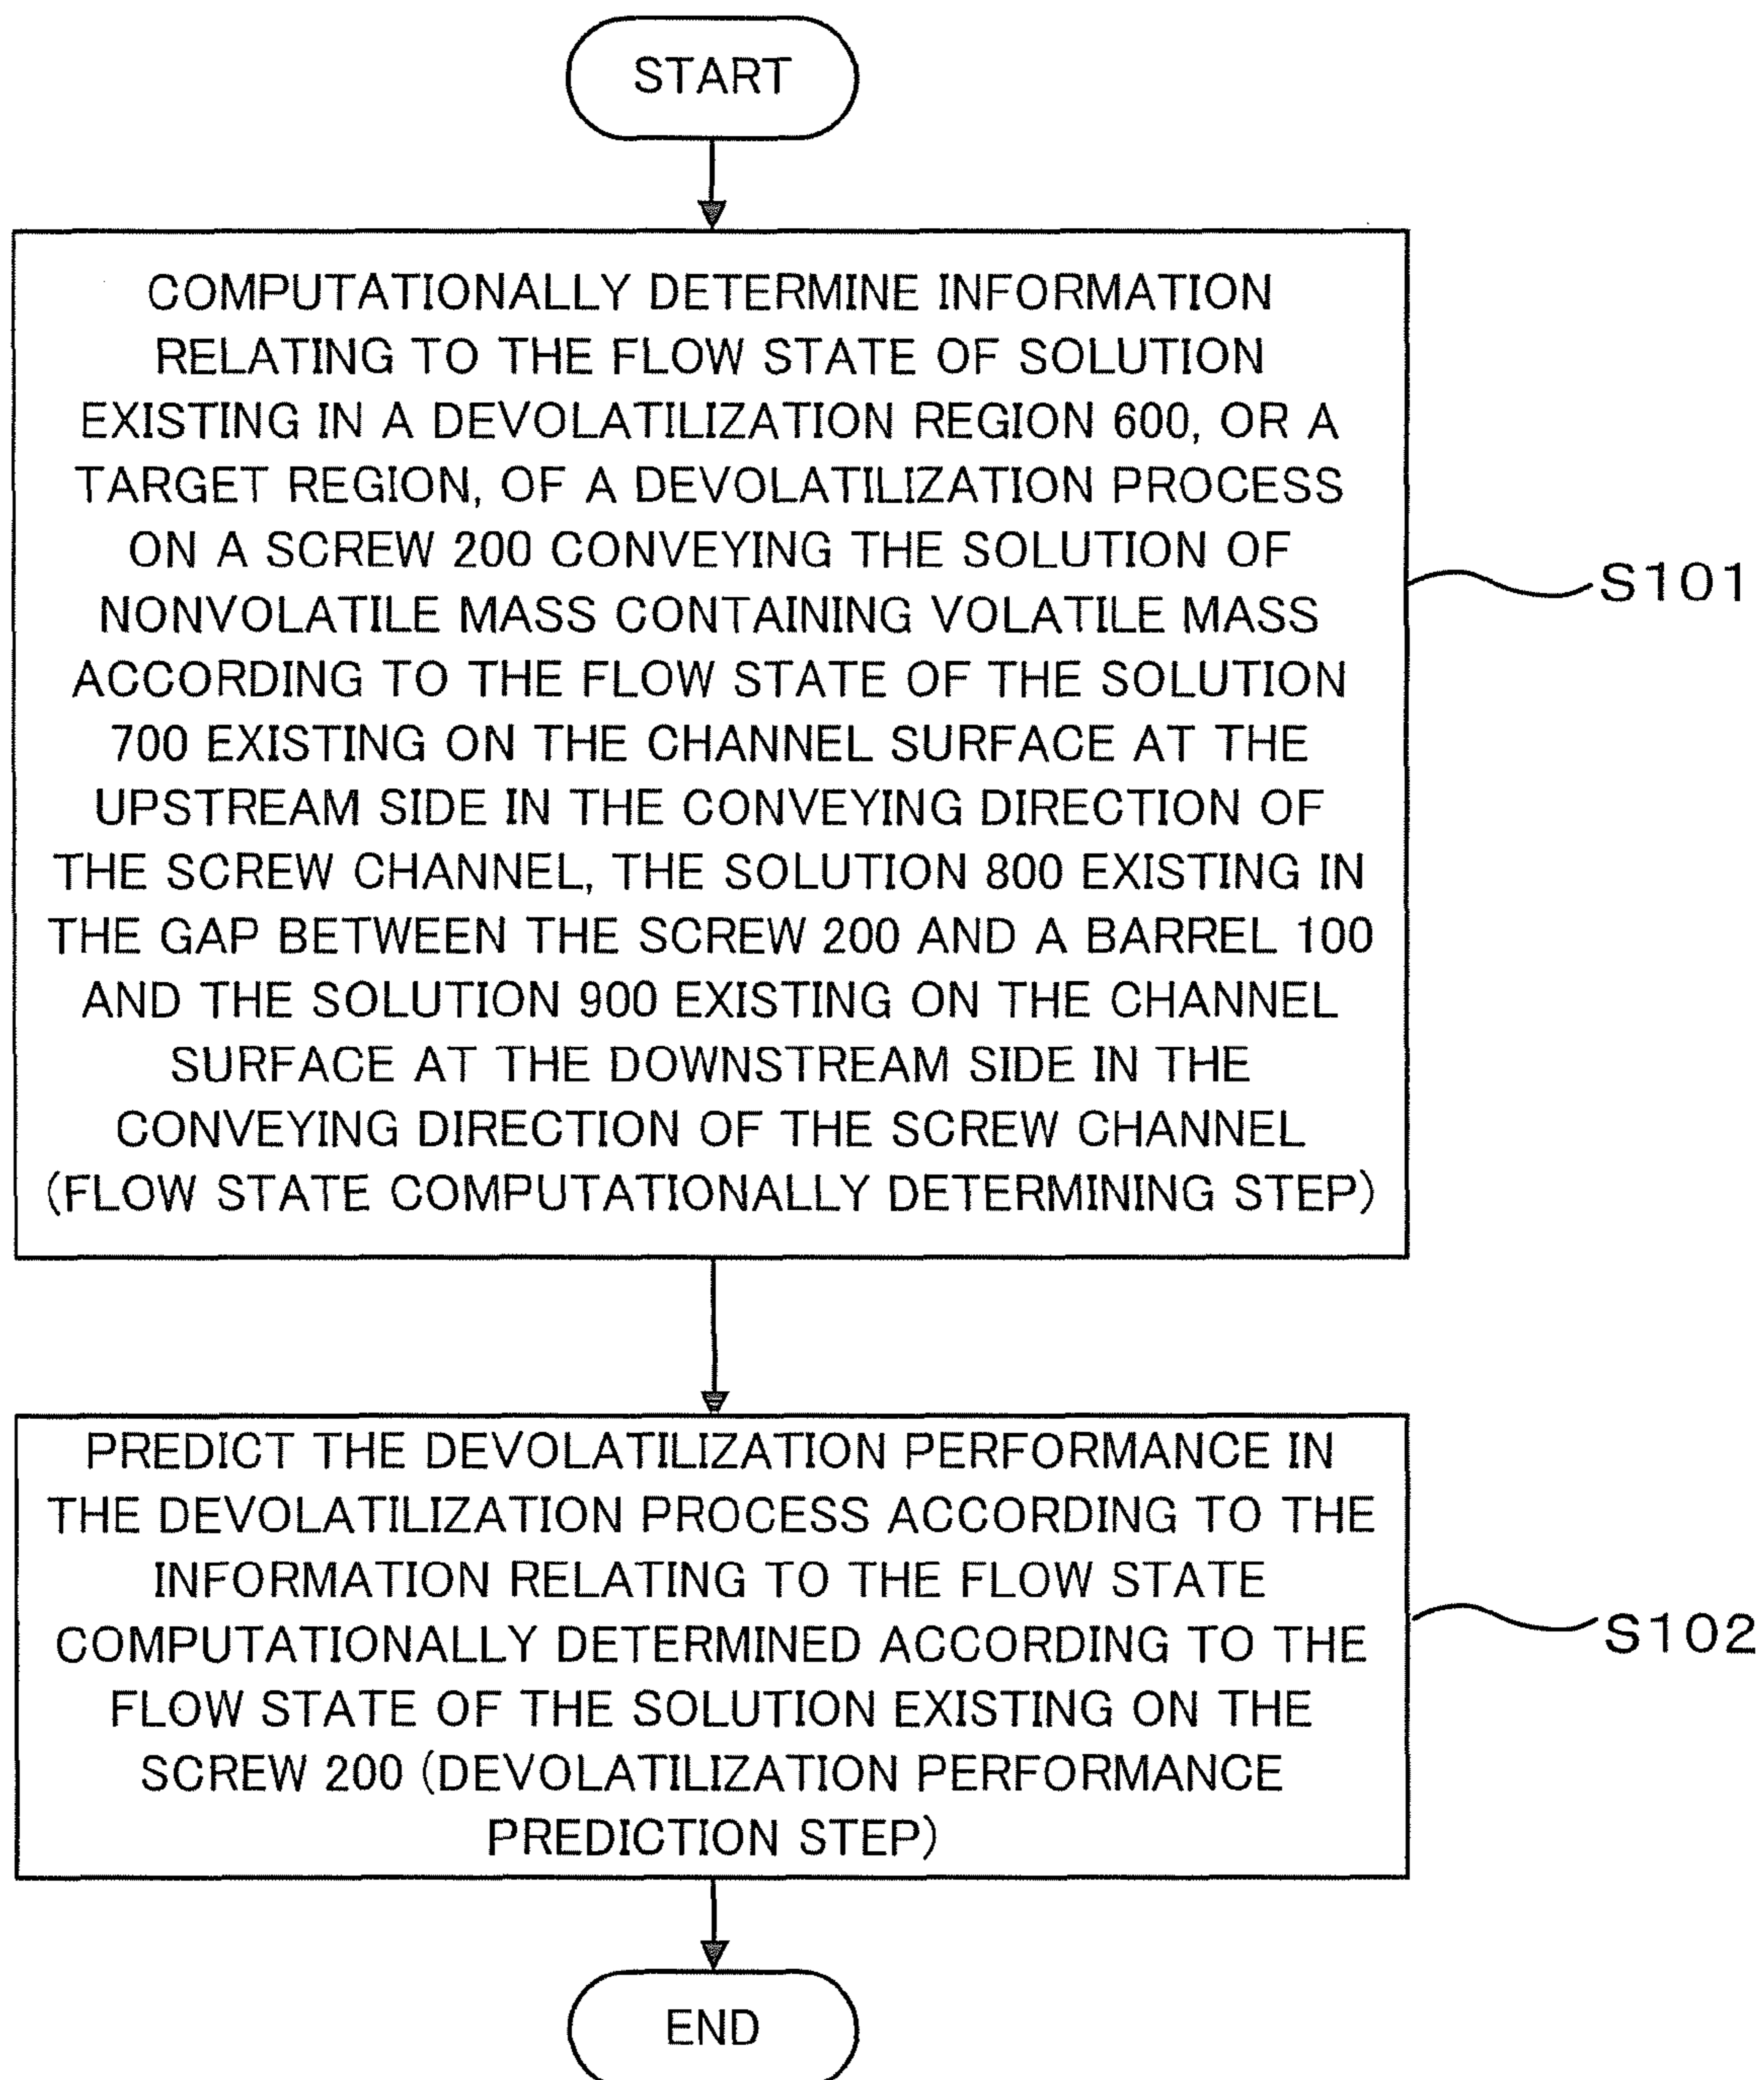 START
COMPUTATIONALLY DETERMINE INFORMATION
RELATING TO THE FLOW STATE OF SOLUTION
EXISTING IN A DEVOLATILIZATION REGION 600, OR A
TARGET REGION, OF A DEVOLATILIZATION PROCESS
ON A SCREW 200 CONVEYING THE SOLUTION OF
NONVOLATILE MASS CONTAINING VOLATILE MASS
ACCORDING TO THE FLOW STATE OF THE SOLUTION
700 EXISTING ON THE CHANNEL SURFACE AT THE
UPSTREAM SIDE IN THE CONVEYING DIRECTION OF
THE SCREW CHANNEL, THE SOLUTION 800 EXISTING IN
THE GAP BETWEEN THE SCREW 200 AND A BARREL 100
AND THE SOLUTION 900 EXISTING ON THE CHANNEL
SURFACE AT THE DOWNSTREAM SIDE IN THE
CONVEYING DIRECTION OF THE SCREW CHANNEL
(FLOW STATE COMPUTATIONALLY DETERMINING STEP)
S101
PREDICT THE DEVOLATILIZATION PERFORMANCE IN
THE DEVOLATILIZATION PROCESS ACCORDING TO THE
INFORMATION RELATING TO THE FLOW STATE
COMPUTATIONALLY DETERMINED ACCORDING TO THE
FLOW STATE OF THE SOLUTION EXISTING ON THE
SCREW 200 (DEVOLATILIZATION PERFORMANCE
PREDICTION STEP)
S102
END